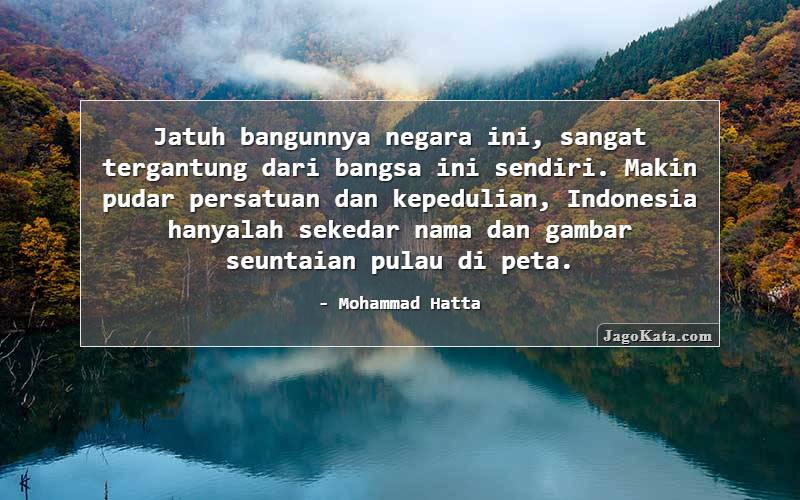 Jatuh bangunnya negara ini, sangat
tergantung dari bangsa ini sendiri. Makin
pudar persatuan dan kepedulian, Indonesia
hanyalah sekedar nama dan gambar
seuntaian pulau di peta.
- Mohammad Hatta
JagoKata.com